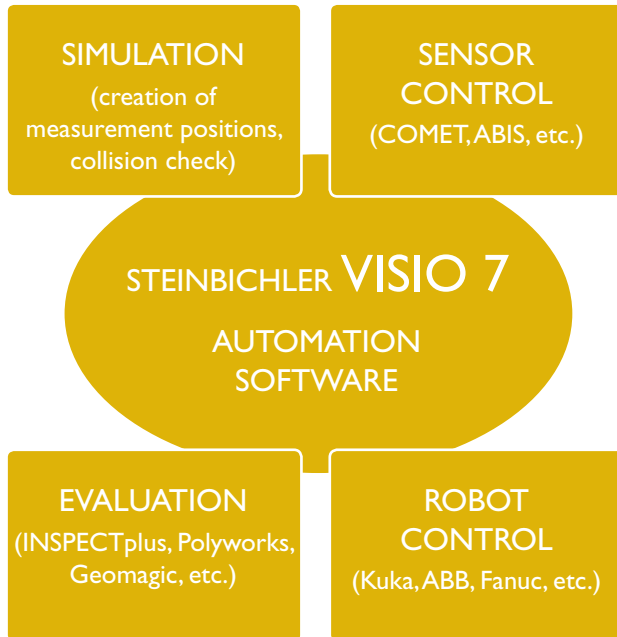 SIMULATION
(creation of
measurement positions,
collision check)
SENSOR
CONTROL
(COMET, ABIS, etc.)
STEINBICHLER VISIO 7
AUTOMATION
SOFTWARE
EVALUATION
(INSPECTplus, Polyworks,
Geomagic, etc.)
ROBOT
CONTROL
(Kuka, ABB, Fanuc, etc.)